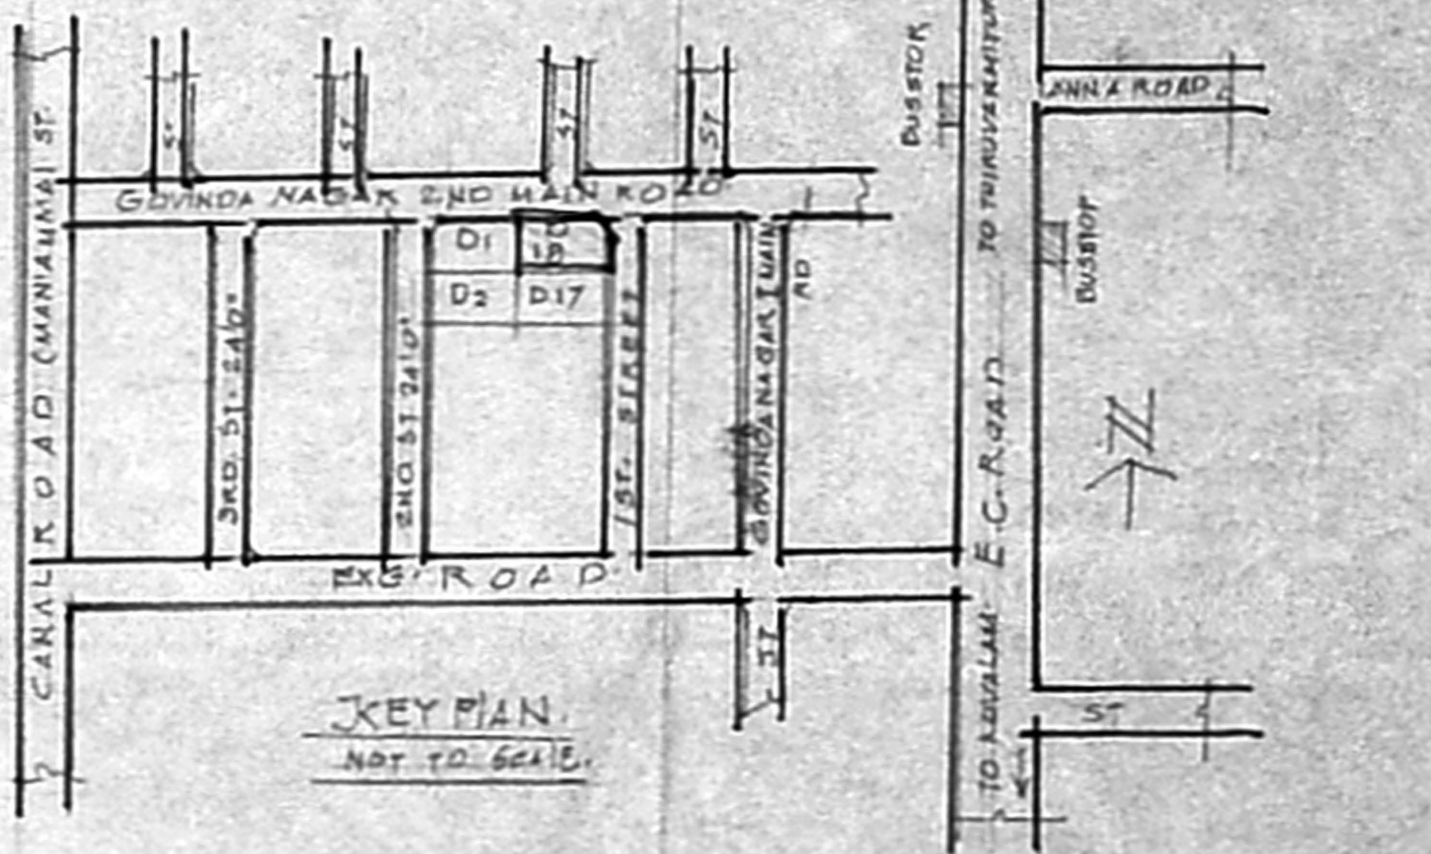 BUSSTOP
TO THIRUVANMIYUR
ANNA ROAD
CANAL ROAD (MANIAMMAI ST.
ST
ST
ST
ST
GOVINDA NAGAR 2ND MAIN ROAD
D1
D
18
D2
D17
3RD. ST. 24'0"
2ND ST 24'0"
1ST. STREET
GOVINDA NAGAR I MAIN
RD
E.C. ROAD
BUSSTOP
N
EXG. ROAD
ST
TO KOVALAM
ST
KEY PLAN.
NOT TO SCALE.